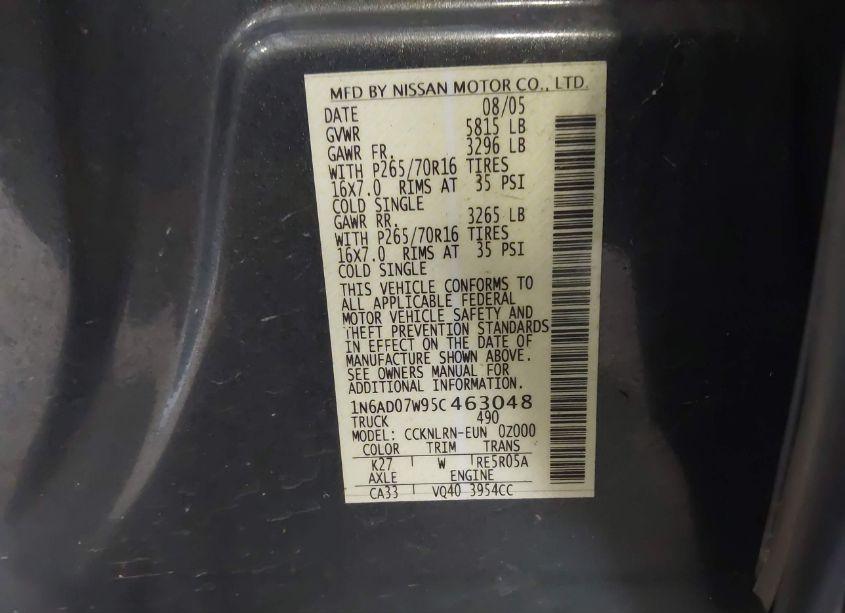 MFD BY NISSAN MOTOR CO., LTD.
DATE 08/05
GVWR 5815 LB
GAWR FR. 3296 LB
WITH P265/70R16 TIRES
16X7.0 RIMS AT 35 PSI
COLD SINGLE
GAWR RR 3265 LB
WITH P265/70R16 TIRES
16X7.0 RIMS AT 35 PSI
COLD SINGLE
THIS VEHICLE CONFORMS TO
ALL APPLICABLE FEDERAL
MOTOR VEHICLE SAFETY AND
THEFT PREVENTION STANDARDS
IN EFFECT ON THE DATE OF
MANUFACTURE SHOWN ABOVE.
SEE OWNERS MANUAL FOR
ADDITIONAL INFORMATION.
1N6AD07W95C463048
TRUCK 490
MODEL: CCKNLRN-EUN 0Z000
COLOR TRIM TRANS
K27 W RE5R05A
AXLE ENGINE
CA33 VQ40 3954CC